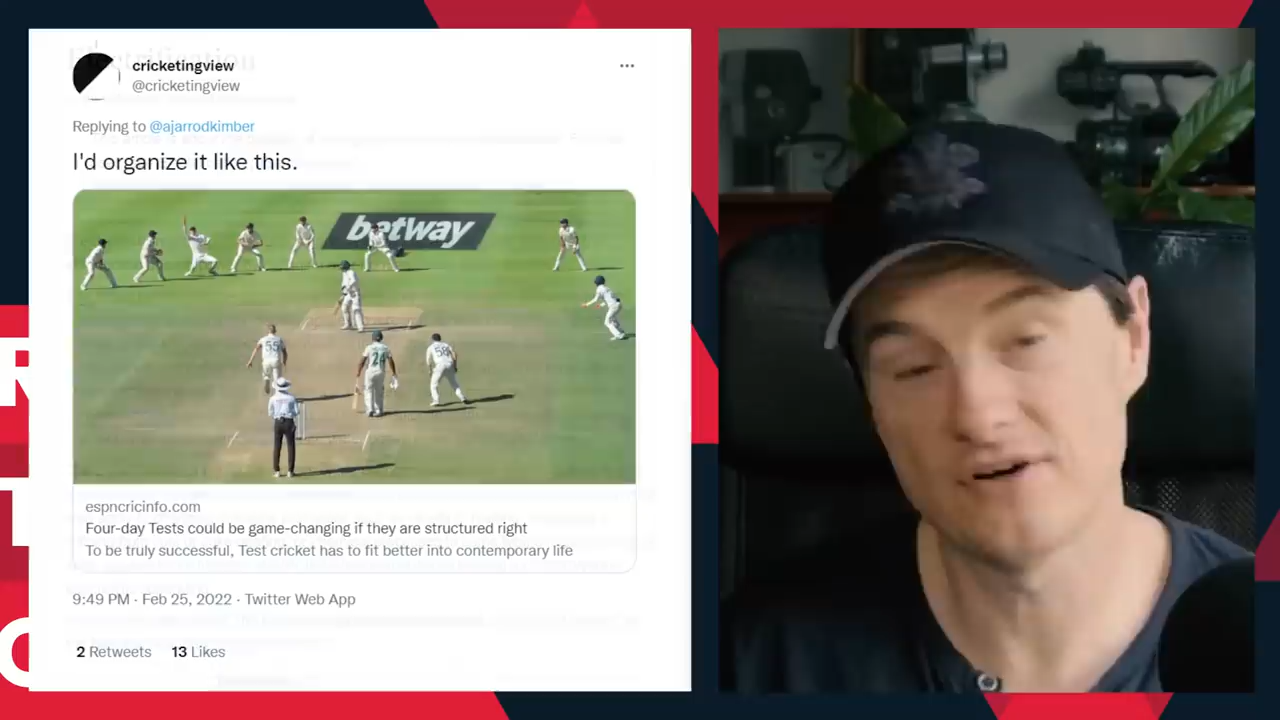 cricketingview
@cricketingview
Replying to @ajarrodkimber
I'd organize it like this.
betway
24
58
espncricinfo.com
Four-day Tests could be game-changing if they are structured right
To be truly successful, Test cricket has to fit better into contemporary life
9:49 PM · Feb 25, 2022 · Twitter Web App
2 Retweets 13 Likes